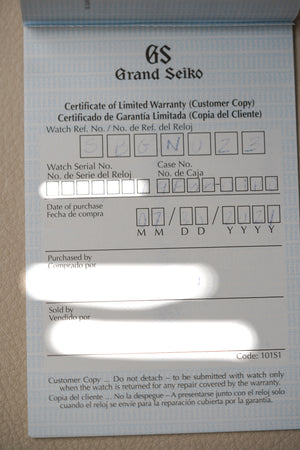 GS
Grand Seiko
Certificate of Limited Warranty (Customer Copy)
Certificado de Garantía Limitada (Copia del Cliente)
Watch Ref. No. / No. de Ref. del Reloj
Watch Serial No. Case No.
No. de Serie del Reloj No. de Caja
Date of purchase
Fecha de compra
M M D D Y Y Y Y
Purchased by
Comprado por
Sold by
Vendido por
Code: 101S1
Customer Copy ... Do not detach – to be submitted with watch only
when the watch is returned for any repair covered by the warranty.
Copia del cliente ... No la despegue – A presentarse junto con el reloj solo
cuando el reloj se envíe para la reparación cubierta por la garantía.